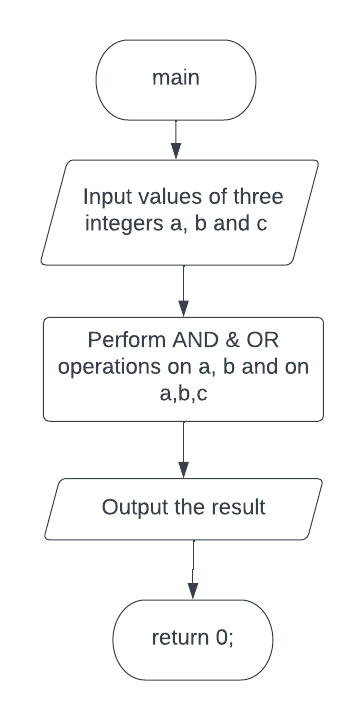 main
Input values of three
integers a, b and c
Perform AND & OR
operations on a, b and on
a,b,c
Output the result
return 0;